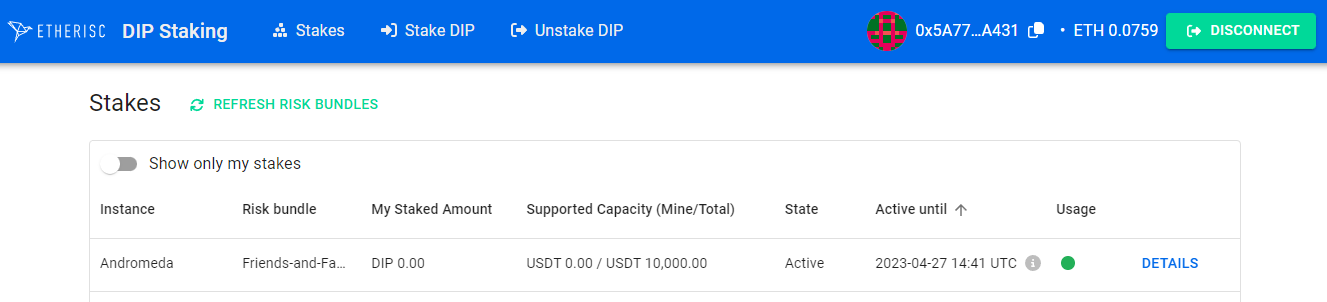 ETHERISC DIP Staking Stakes Stake DIP Unstake DIP 0x5A77...A431 • ETH 0.0759 DISCONNECT
Stakes REFRESH RISK BUNDLES
Show only my stakes
Instance Risk bundle My Staked Amount Supported Capacity (Mine/Total) State Active until Usage
Andromeda Friends-and-Fa... DIP 0.00 USDT 0.00 / USDT 10,000.00 Active 2023-04-27 14:41 UTC DETAILS